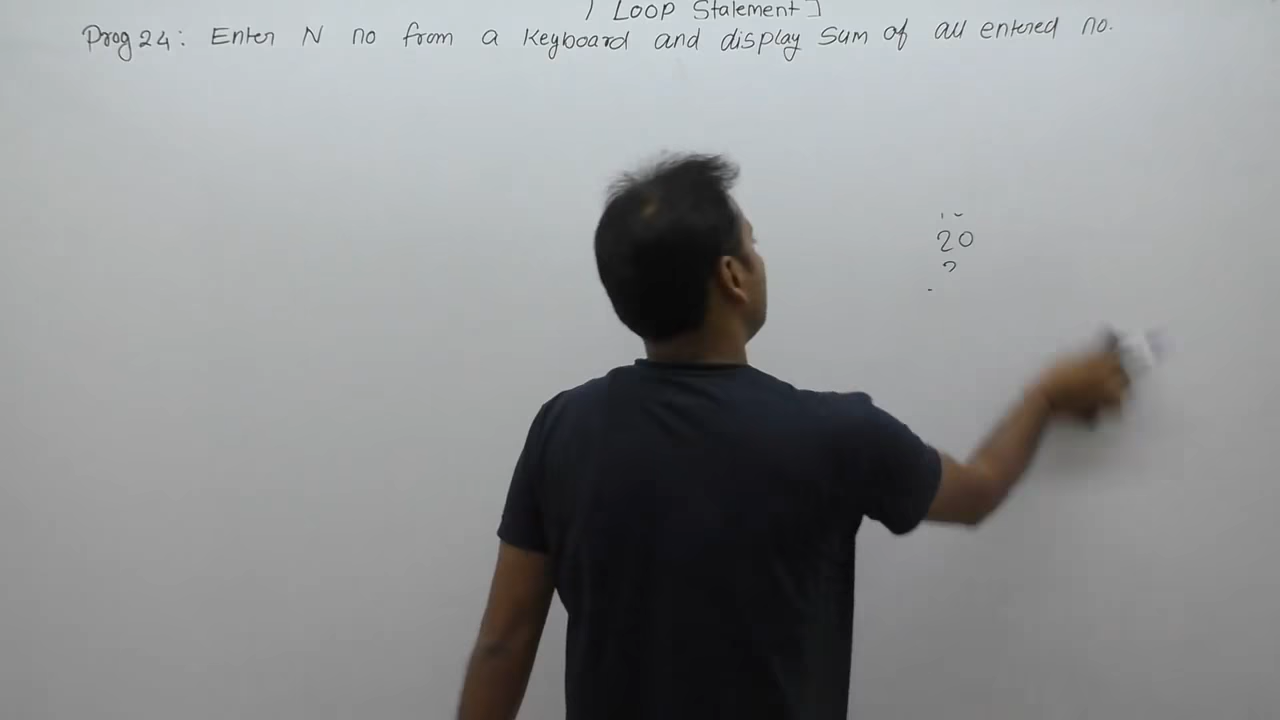 [ Loop Statement ]
Prog 24: Enter N no from a keyboard and display sum of all entered no.
20